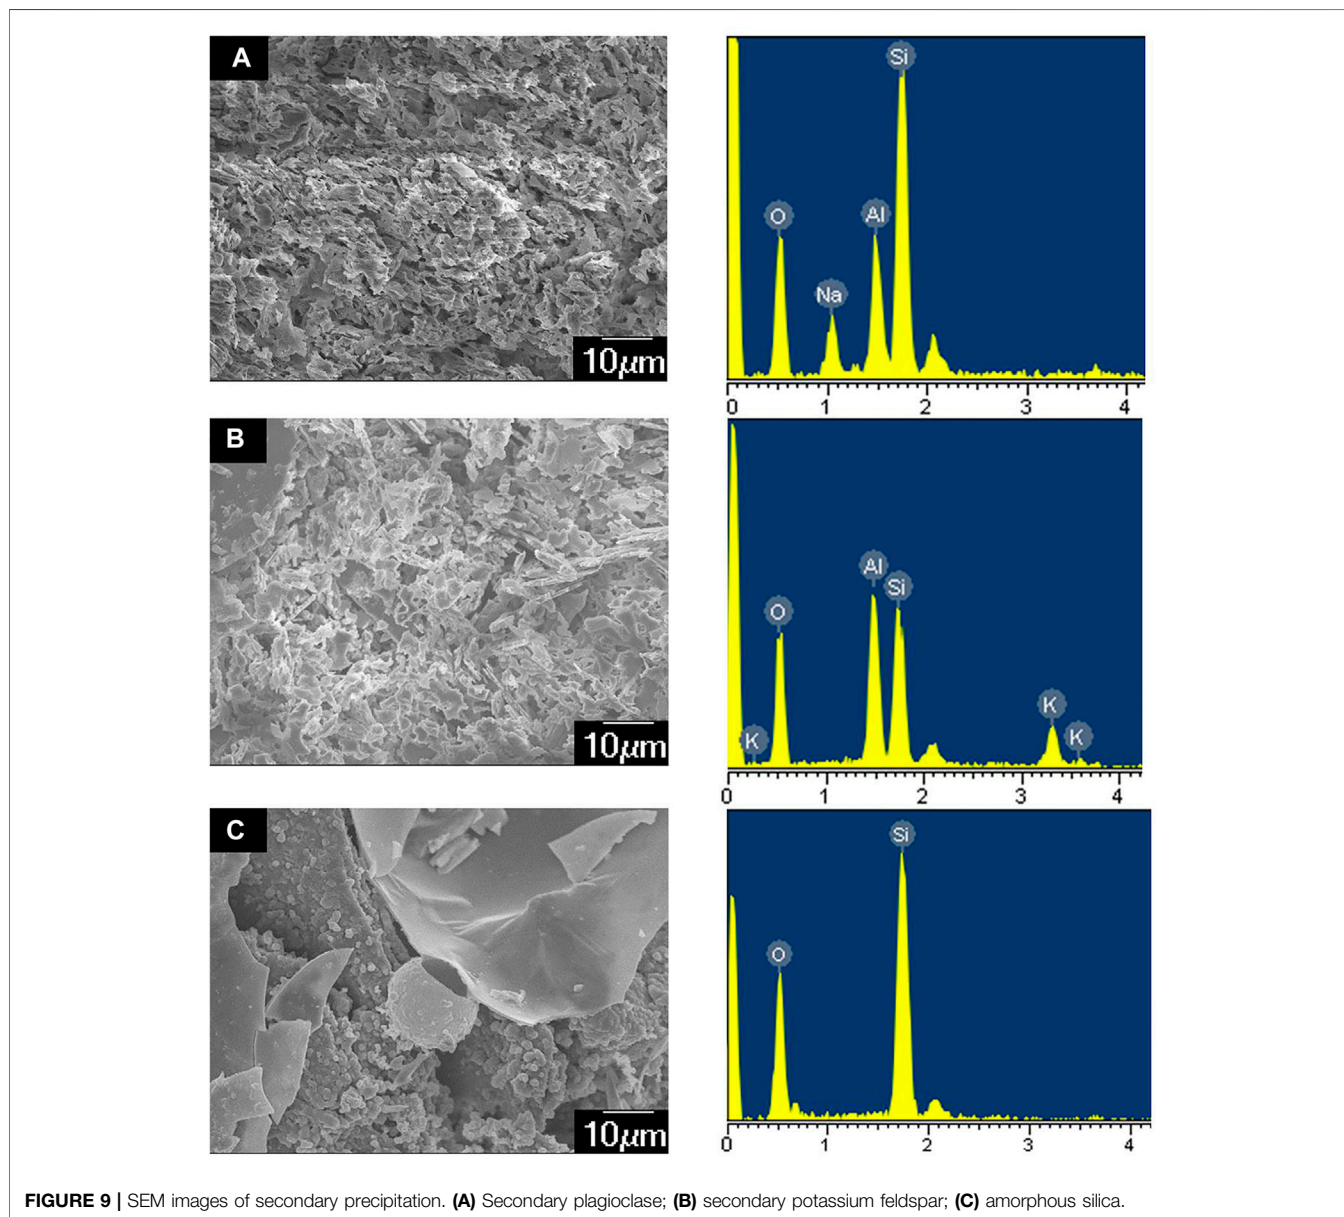 A
10μm
Si
O
Al
Na
0 1 2 3 4
B
10μm
Al
Si
O
K
K
K
0 1 2 3 4
C
10μm
Si
O
0 1 2 3 4
FIGURE 9 | SEM images of secondary precipitation. (A) Secondary plagioclase; (B) secondary potassium feldspar; (C) amorphous silica.